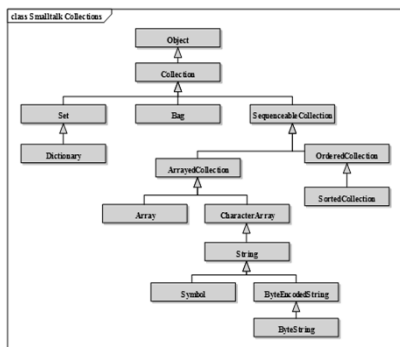 class Smalltalk Collections
Object
Collection
Set
Bag
SequenceableCollection
Dictionary
ArrayedCollection
OrderedCollection
Array
CharacterArray
SortedCollection
String
Symbol
ByteEncodedString
ByteString